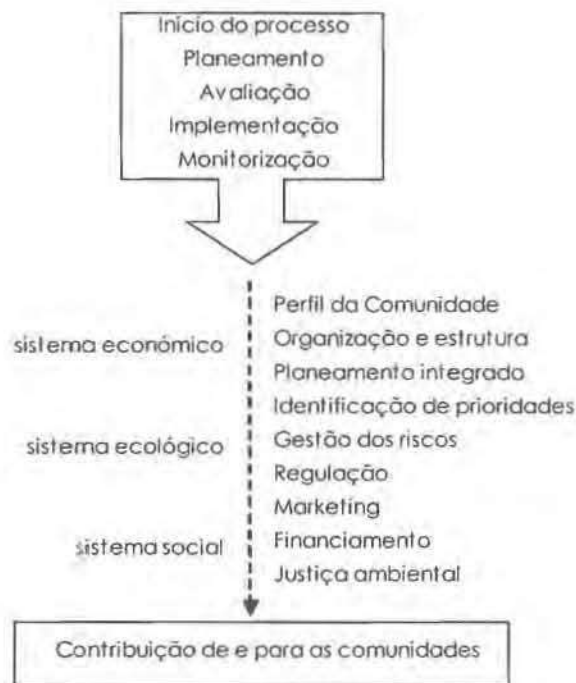 Início do processo
Planeamento
Avaliação
Implementação
Monitorização
sistema económico
sistema ecológico
sistema social
Perfil da Comunidade
Organização e estrutura
Planeamento integrado
Identificação de prioridades
Gestão dos riscos
Regulação
Marketing
Financiamento
Justiça ambiental
Contribuição de e para as comunidades